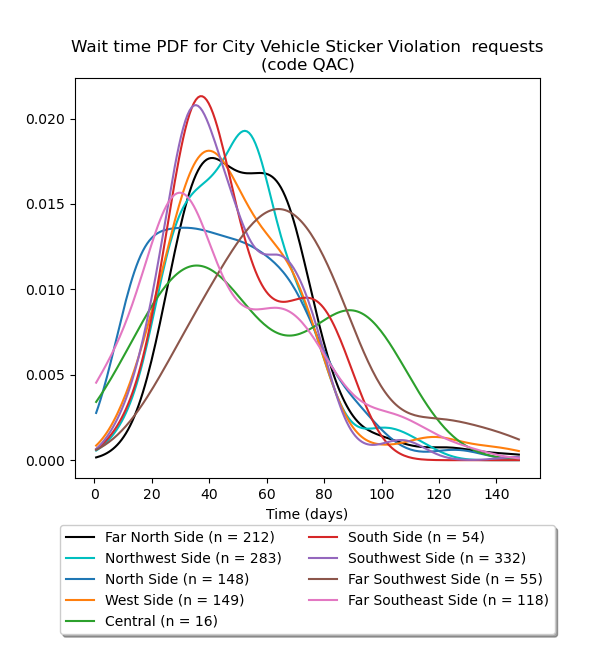 Wait time PDF for City Vehicle Sticker Violation  requests
(code QAC)
0.020
0.015
0.010
0.005
0.000
0 20 40 60 80 100 120 140
Time (days)
Far North Side (n = 212)
Northwest Side (n = 283)
North Side (n = 148)
West Side (n = 149)
Central (n = 16)
South Side (n = 54)
Southwest Side (n = 332)
Far Southwest Side (n = 55)
Far Southeast Side (n = 118)